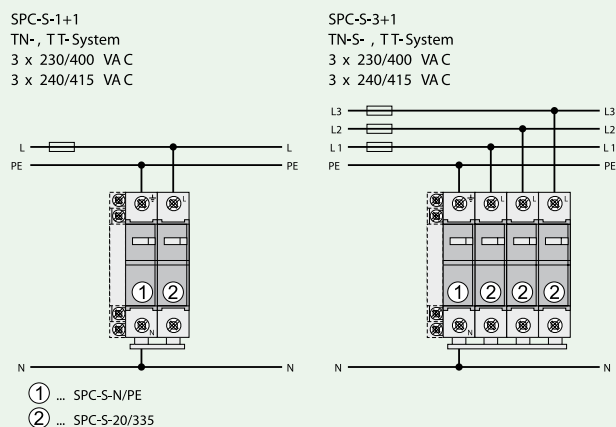 SPC-S-1+1
TN- , TT-System
3 x 230/400 VAC
3 x 240/415 VAC
L
L
PE
PE
⏚
L
1
2
N
N
N
1 ... SPC-S-N/PE
2 ... SPC-S-20/335
SPC-S-3+1
TN-S- , TT-System
3 x 230/400 VAC
3 x 240/415 VAC
L3
L3
L2
L2
L1
L1
PE
PE
⏚
L
L
L
1
2
2
2
N
N
N